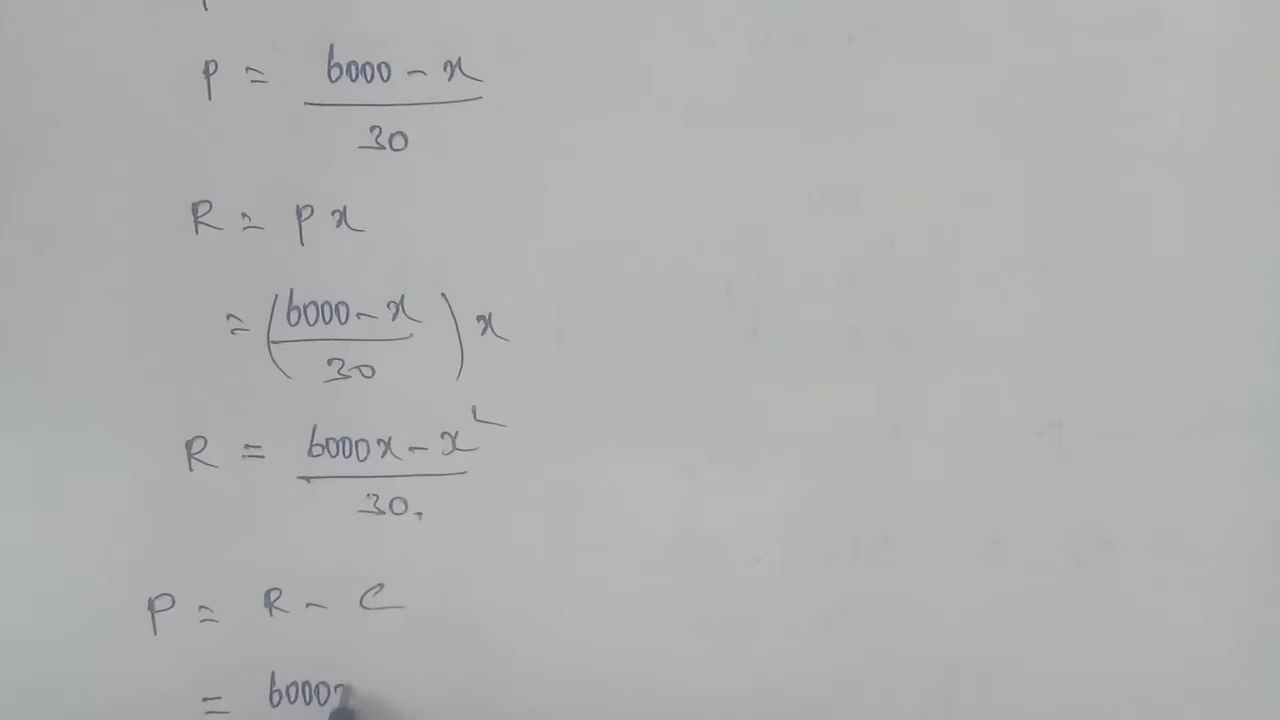 p = 6000 - x / 30
R = px
= (6000 - x / 30) x
R = 6000x - x² / 30.
P = R - C
= 6000